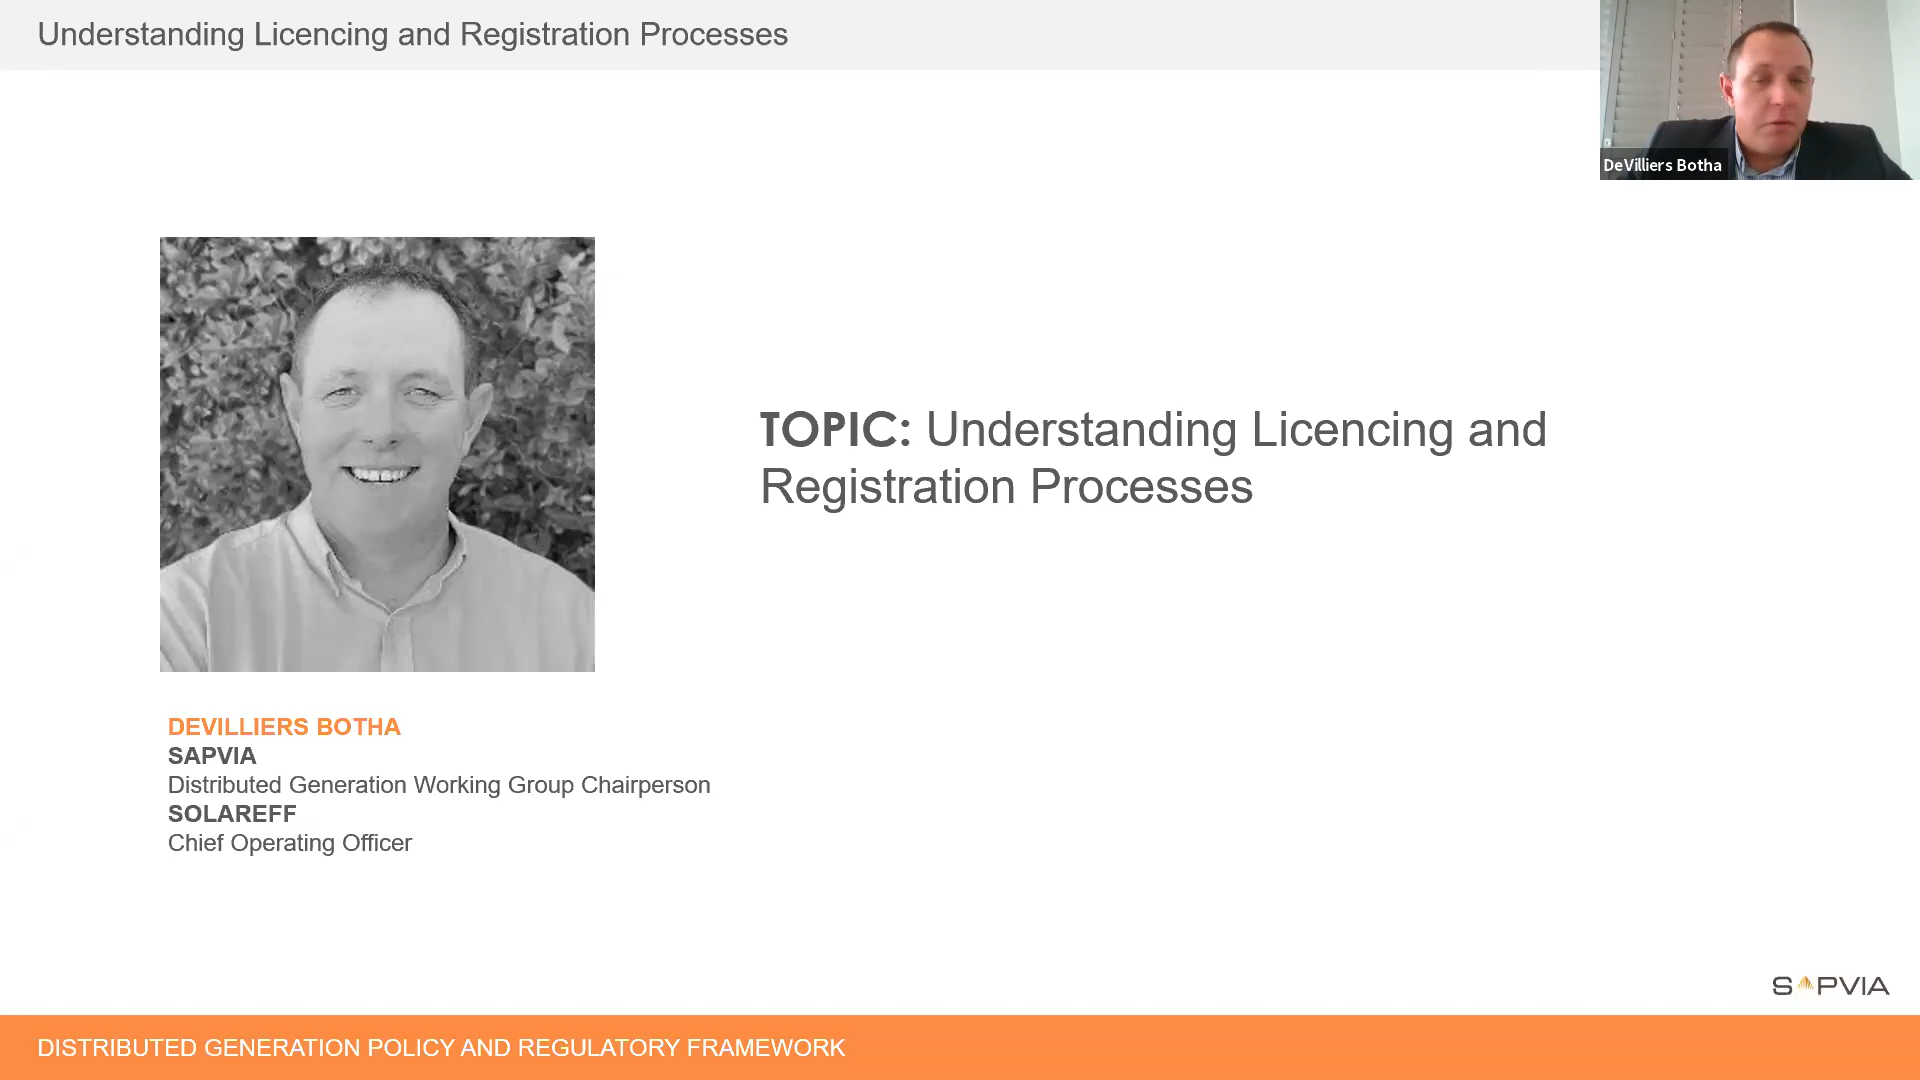 Understanding Licencing and Registration Processes
DeVilliers Botha
TOPIC: Understanding Licencing and
Registration Processes
DEVILLIERS BOTHA
SAPVIA
Distributed Generation Working Group Chairperson
SOLAREFF
Chief Operating Officer
SAPVIA
DISTRIBUTED GENERATION POLICY AND REGULATORY FRAMEWORK